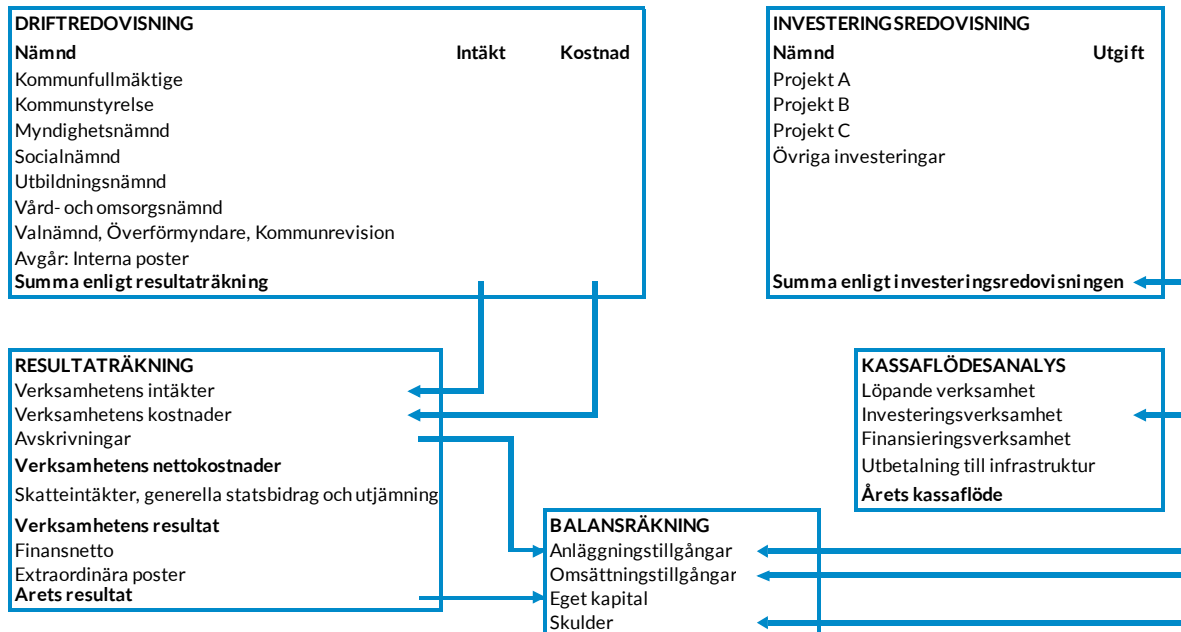 DRIFTREDOVISNING
Nämnd Intäkt Kostnad
Kommunfullmäktige
Kommunstyrelse
Myndighetsnämnd
Socialnämnd
Utbildningsnämnd
Vård- och omsorgsnämnd
Valnämnd, Överförmyndare, Kommunrevision
Avgår: Interna poster
Summa enligt resultaträkning
INVESTERINGSREDOVISNING
Nämnd Utgift
Projekt A
Projekt B
Projekt C
Övriga investeringar
Summa enligt investeringsredovisningen
RESULTATRÄKNING
Verksamhetens intäkter
Verksamhetens kostnader
Avskrivningar
Verksamhetens nettokostnader
Skatteintäkter, generella statsbidrag och utjämning
Verksamhetens resultat
Finansnetto
Extraordinära poster
Årets resultat
KASSAFLÖDESANALYS
Löpande verksamhet
Investeringsverksamhet
Finansieringsverksamhet
Utbetalning till infrastruktur
Årets kassaflöde
BALANSRÄKNING
Anläggningstillgångar
Omsättningstillgångar
Eget kapital
Skulder